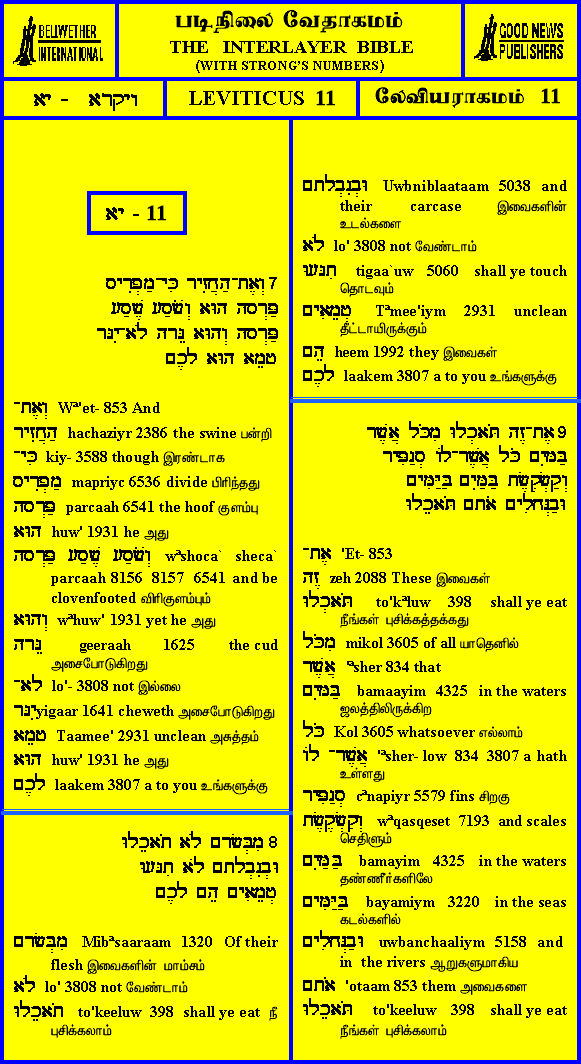 BELLWETHER
INTERNATIONAL
படிநிலை வேதாகமம்
THE INTERLAYER BIBLE
(WITH STRONG'S NUMBERS)
GOOD NEWS
PUBLISHERS
ויקרא - יא
LEVITICUS 11
லேவியராகமம் 11
יא - 11
7 וְאֶת־הַחֲזִיר כִּי־מַפְרִיס
פַּרְסָה הוּא וְשֹׁסַע שֶׁסַע
פַּרְסָה וְהוּא גֵּרָה לֹא־יִגָּר
טָמֵא הוּא לָכֶם
וְאֶת־ Wª'et- 853 And
הַחֲזִיר hachaziyr 2386 the swine பன்றி
כִּי־ kiy- 3588 though இரண்டாக
מַפְרִיס mapriyc 6536 divide பிரிந்தது
פַּרְסָה parcaah 6541 the hoof குளம்பு
הוּא huw' 1931 he அது
וְשֹׁסַע שֶׁסַע פַּרְסָה wªshoca` sheca`
parcaah 8156 8157 6541 and be
clovenfooted விரிகுளம்பும்
וְהוּא wªhuw' 1931 yet he அது
גֵּרָה geeraah 1625 the cud
அசைபோடுகிறது
לֹא־ lo'- 3808 not இல்லை
יִגָּר yigaar 1641 cheweth அசைபோடுகிறது
טָמֵא Taamee' 2931 unclean அசுத்தம்
הוּא huw' 1931 he அது
לָכֶם laakem 3807 a to you உங்களுக்கு
8 מִבְּשָׂרָם לֹא תֹאכֵלוּ
וּבְנִבְלָתָם לֹא תִגָּעוּ
טְמֵאִים הֵם לָכֶם
מִבְּשָׂרָם Mibªsaaraam 1320 Of their
flesh இவைகளின் மாம்சம்
לֹא lo' 3808 not வேண்டாம்
תֹאכֵלוּ to'keeluw 398 shall ye eat நீ
புசிக்கலாம்
וּבְנִבְלָתָם Uwbniblaataam 5038 and
their carcase இவைகளின்
உடல்களை
לֹא lo' 3808 not வேண்டாம்
תִגָּעוּ tigaa`uw 5060 shall ye touch
தொடவும்
טְמֵאִים Tªmee'iym 2931 unclean
தீட்டாயிருக்கும்
הֵם heem 1992 they இவைகள்
לָכֶם laakem 3807 a to you உங்களுக்கு
9 אֶת־זֶה תֹּאכְלוּ מִכֹּל אֲשֶׁר
בַּמָּיִם כֹּל אֲשֶׁר־לוֹ סְנַפִּיר
וְקַשְׂקֶשֶׂת בַּמַּיִם בַּיַּמִּים
וּבַנְּחָלִים אֹתָם תֹּאכֵלוּ
אֶת־ 'Et- 853
זֶה zeh 2088 These இவைகள்
תֹּאכְלוּ to'kªluw 398 shall ye eat
நீங்கள் புசிக்கத்தக்கது
מִכֹּל mikol 3605 of all யாதெனில்
אֲשֶׁר 'ªsher 834 that
בַּמָּיִם bamaayim 4325 in the waters
ஜலத்திலிருக்கிற
כֹּל Kol 3605 whatsoever எல்லாம்
אֲשֶׁר־ לוֹ 'ªsher- low 834 3807 a hath
உள்ளது
סְנַפִּיר cªnapiyr 5579 fins சிறகு
וְקַשְׂקֶשֶׂת wªqasqeset 7193 and scales
செதிளும்
בַּמַּיִם bamayim 4325 in the waters
தண்ணீர்களிலே
בַּיַּמִּים bayamiym 3220 in the seas
கடல்களில்
וּבַנְּחָלִים uwbanchaaliym 5158 and
in the rivers ஆறுகளுமாகிய
אֹתָם 'otaam 853 them அவைகளை
תֹּאכֵלוּ to'keeluw 398 shall ye eat
நீங்கள் புசிக்கலாம்